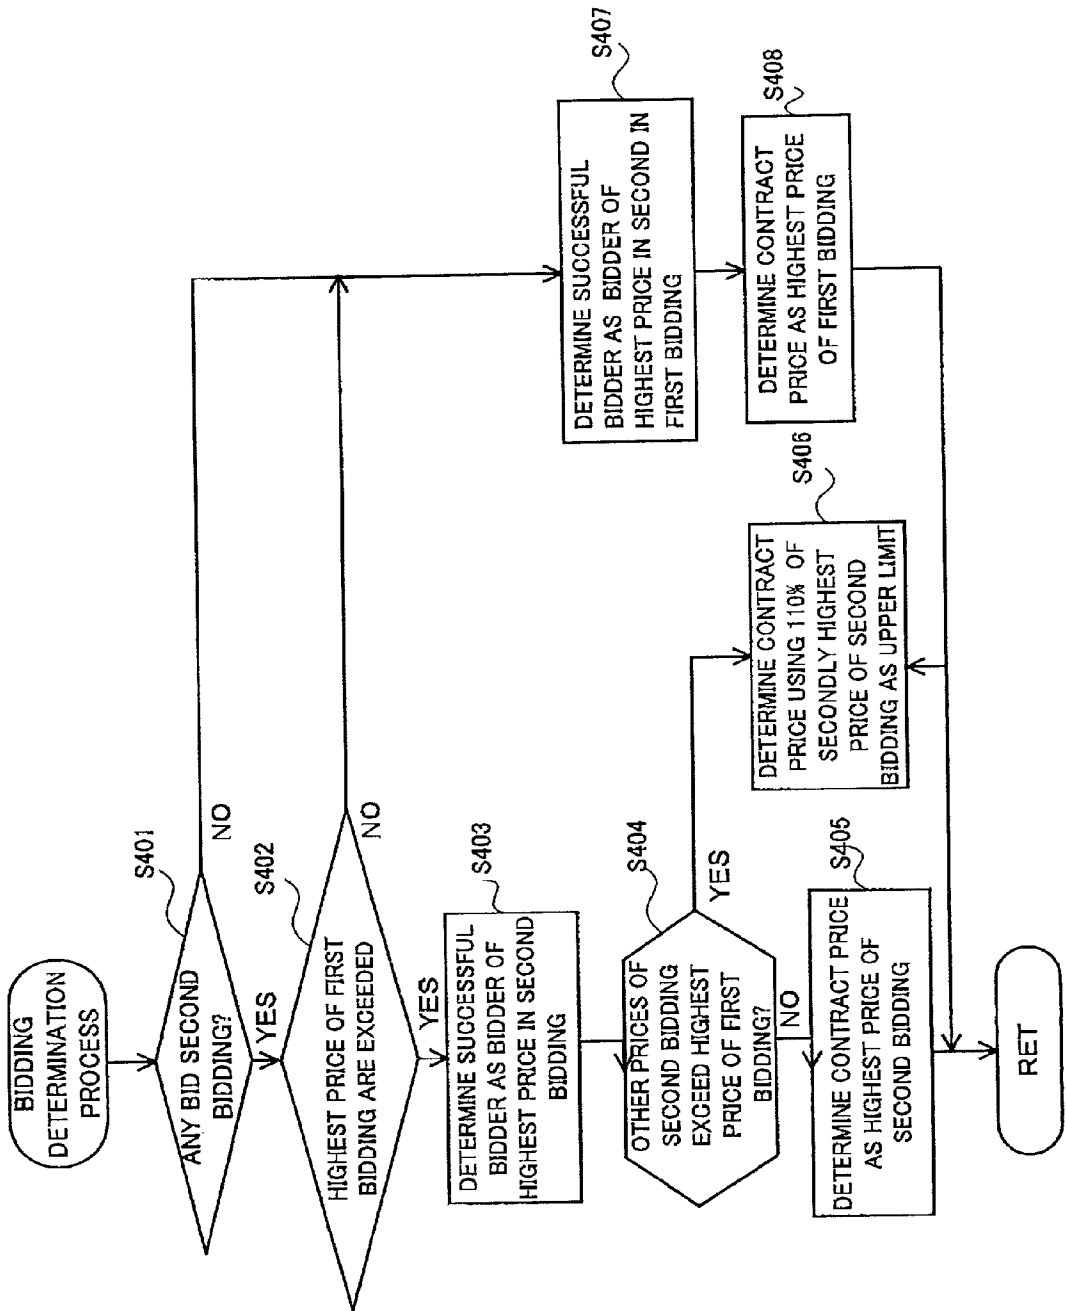 BIDDING
DETERMINATION
PROCESS
S401
ANY BID SECOND
BIDDING?
NO
YES
S402
HIGHEST PRICE OF FIRST
BIDDING ARE EXCEEDED
NO
YES
S403
DETERMINE SUCCESSFUL
BIDDER AS BIDDER OF
HIGHEST PRICE IN SECOND
BIDDING
S404
OTHER PRICES OF
SECOND BIDDING
EXCEED HIGHEST
PRICE OF FIRST
BIDDING?
YES
NO
S405
DETERMINE CONTRACT PRICE
AS HIGHEST PRICE OF
SECOND BIDDING
S406
DETERMINE CONTRACT
PRICE USING 110% OF
SECONDLY HIGHEST
PRICE OF SECOND
BIDDING AS UPPER LIMIT
S407
DETERMINE SUCCESSFUL
BIDDER AS BIDDER OF
HIGHEST PRICE IN SECOND IN
FIRST BIDDING
S408
DETERMINE CONTRACT
PRICE AS HIGHEST PRICE
OF FIRST BIDDING
RET